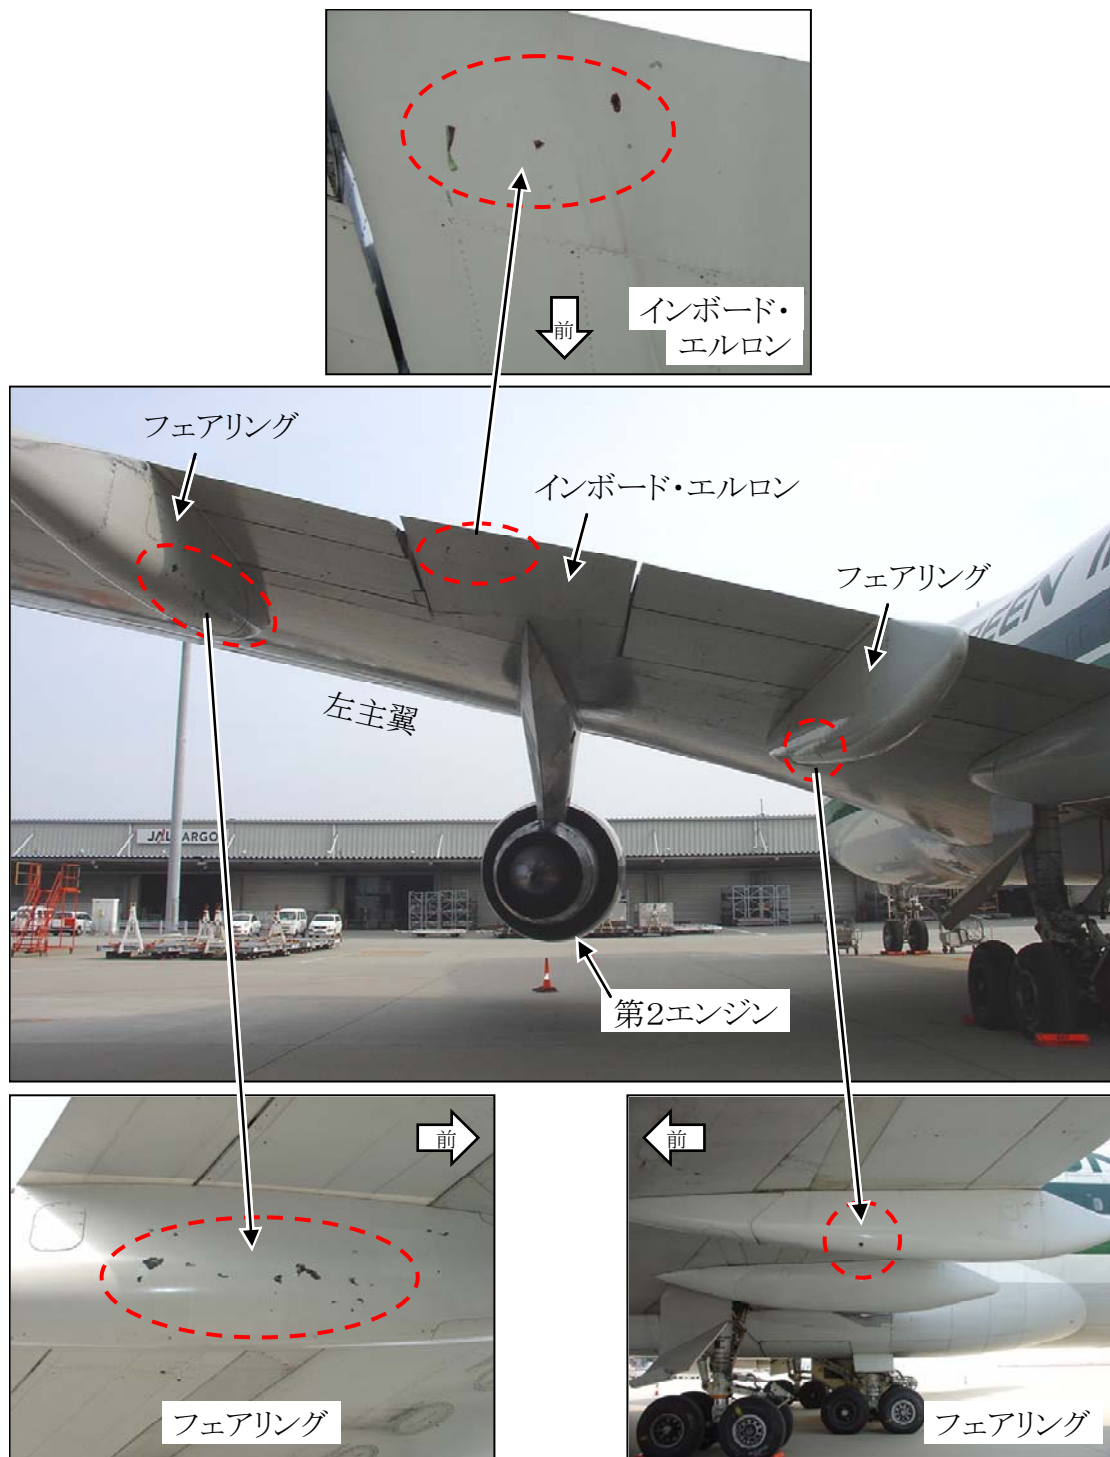 前
インボード・
エルロン
フェアリング
インボード・エルロン
フェアリング
左主翼
第2エンジン
前
フェアリング
前
フェアリング